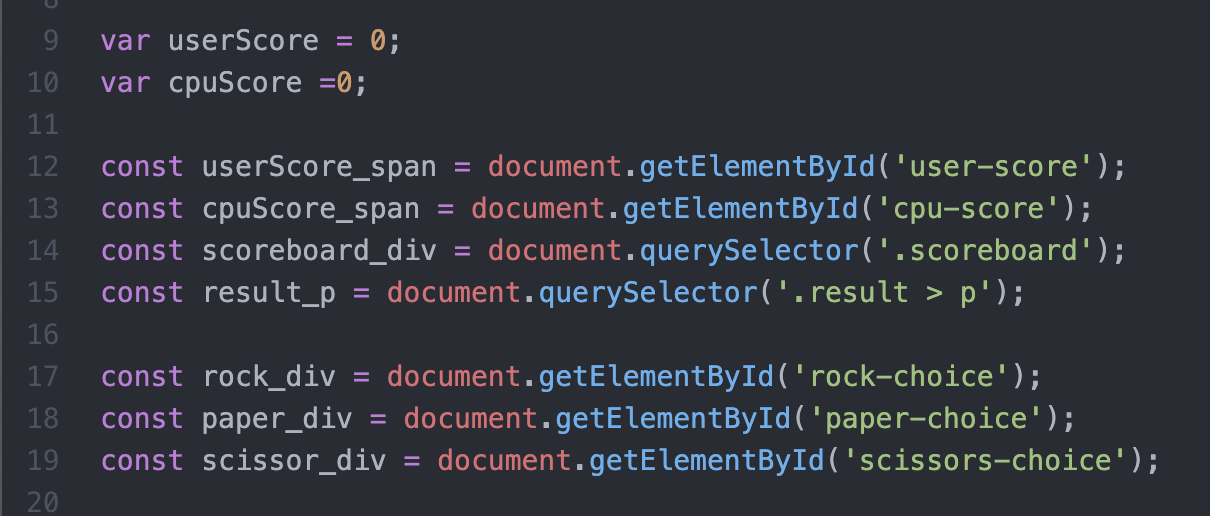 8
9 var userScore = 0;
10 var cpuScore =0;
11
12 const userScore_span = document.getElementById('user-score');
13 const cpuScore_span = document.getElementById('cpu-score');
14 const scoreboard_div = document.querySelector('.scoreboard');
15 const result_p = document.querySelector('.result > p');
16
17 const rock_div = document.getElementById('rock-choice');
18 const paper_div = document.getElementById('paper-choice');
19 const scissor_div = document.getElementById('scissors-choice');
20